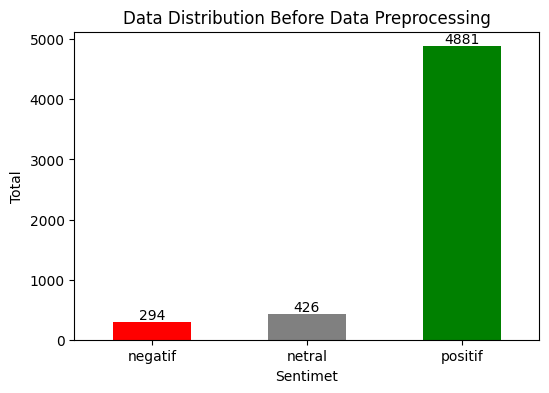 Data Distribution Before Data Preprocessing
5000
4000
3000
2000
1000
0
Total
294
426
4881
negatif
netral
positif
Sentimet